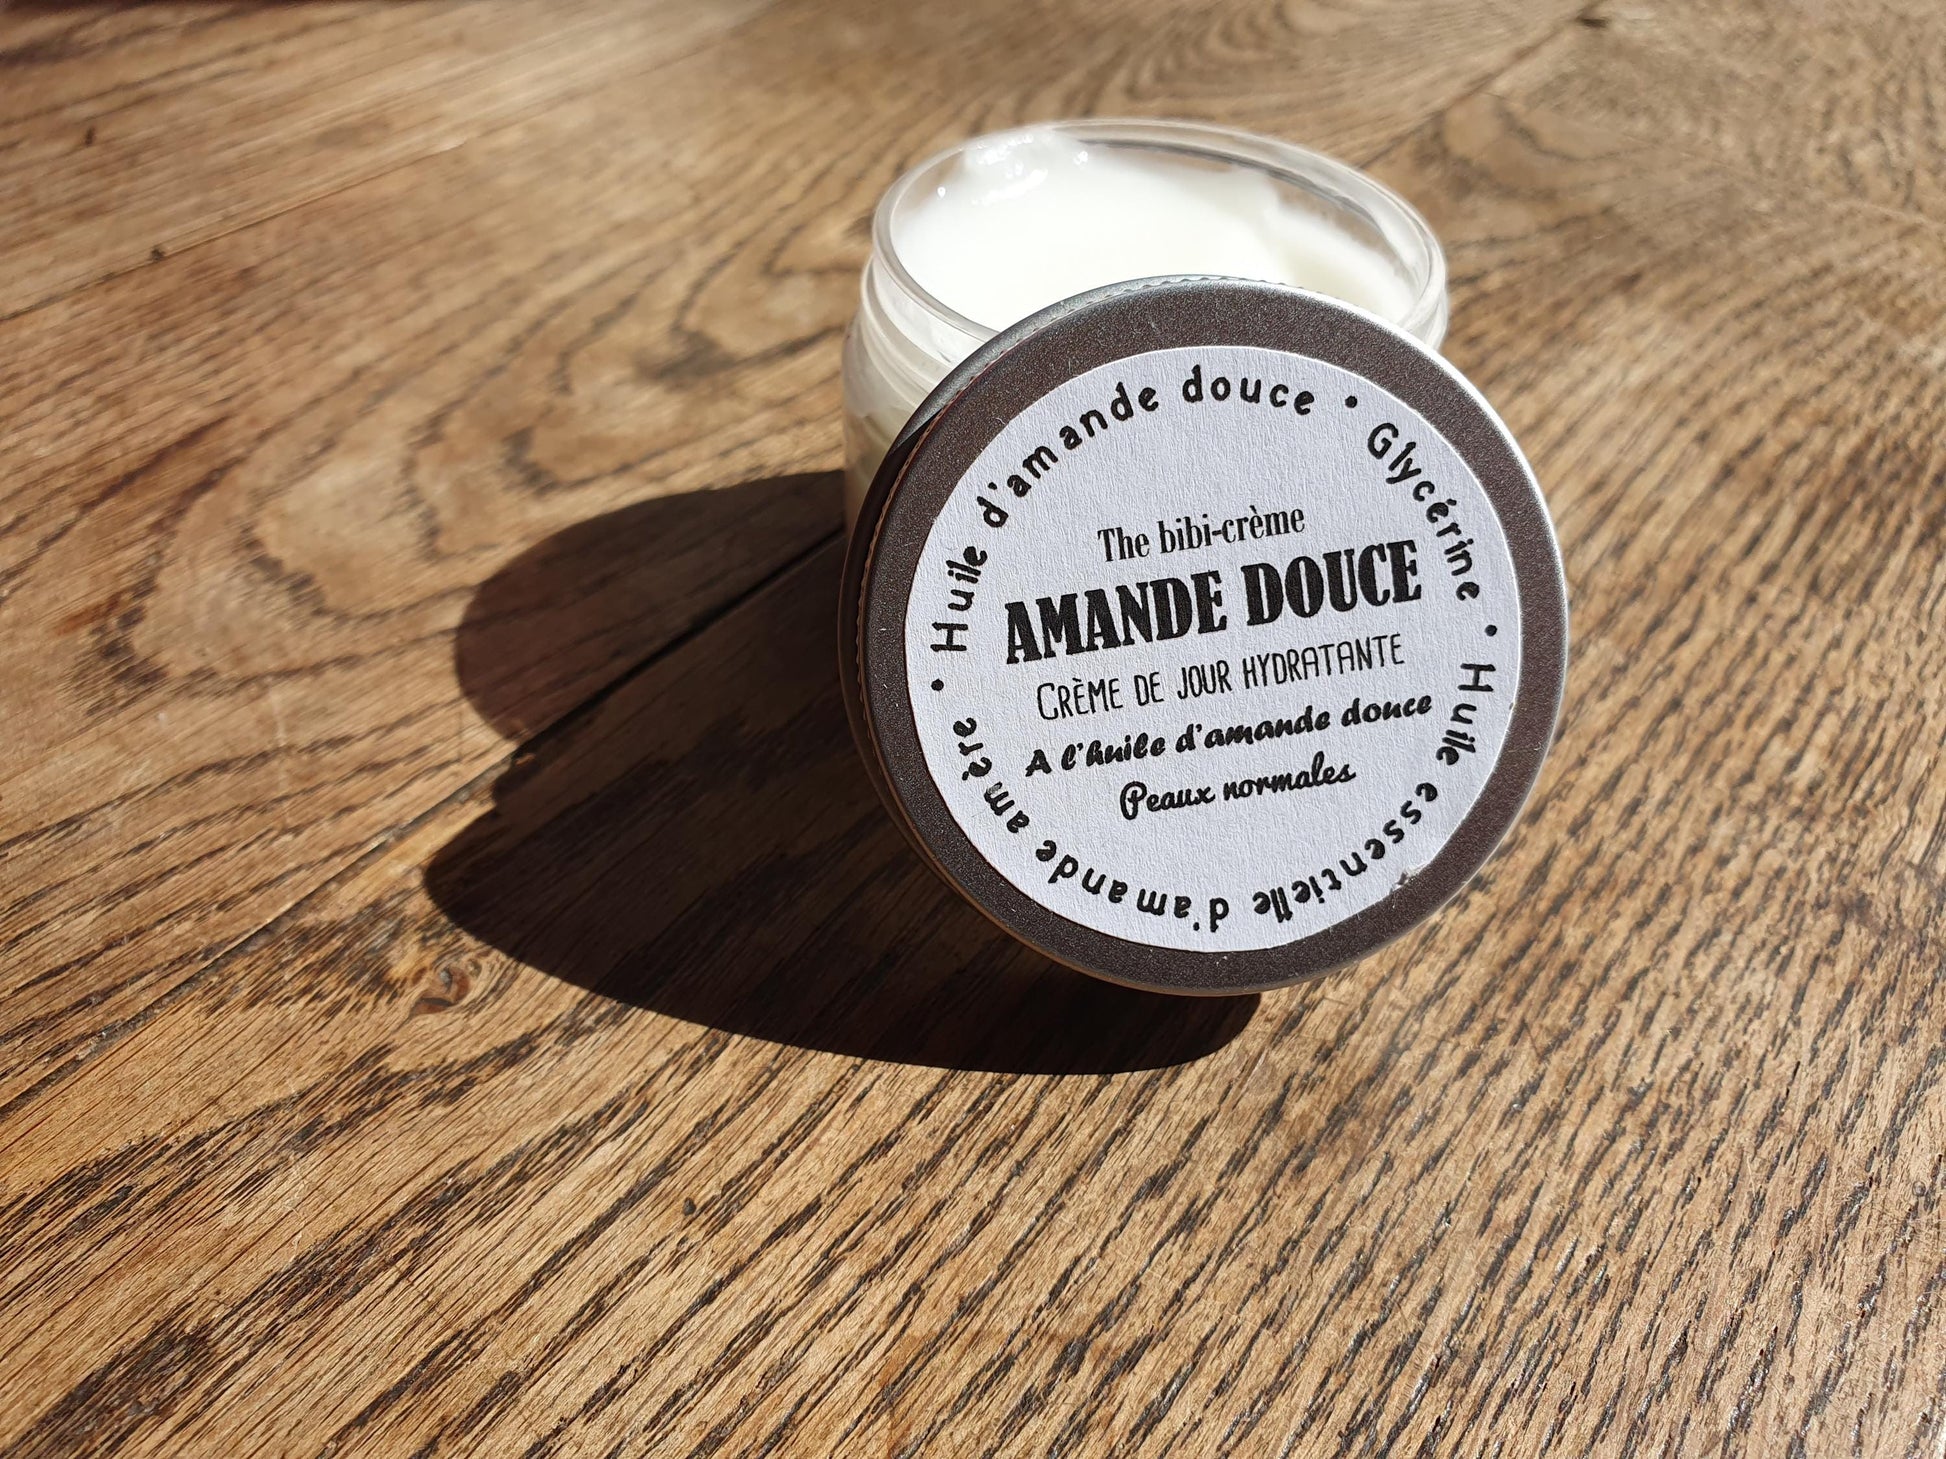 The bibi-crème
AMANDE DOUCE
CRÈME DE JOUR HYDRATANTE
A l'huile d'amande douce
Peaux normales
Huile d'amande douce • Glycérine • Huile essentielle d'amande amère •